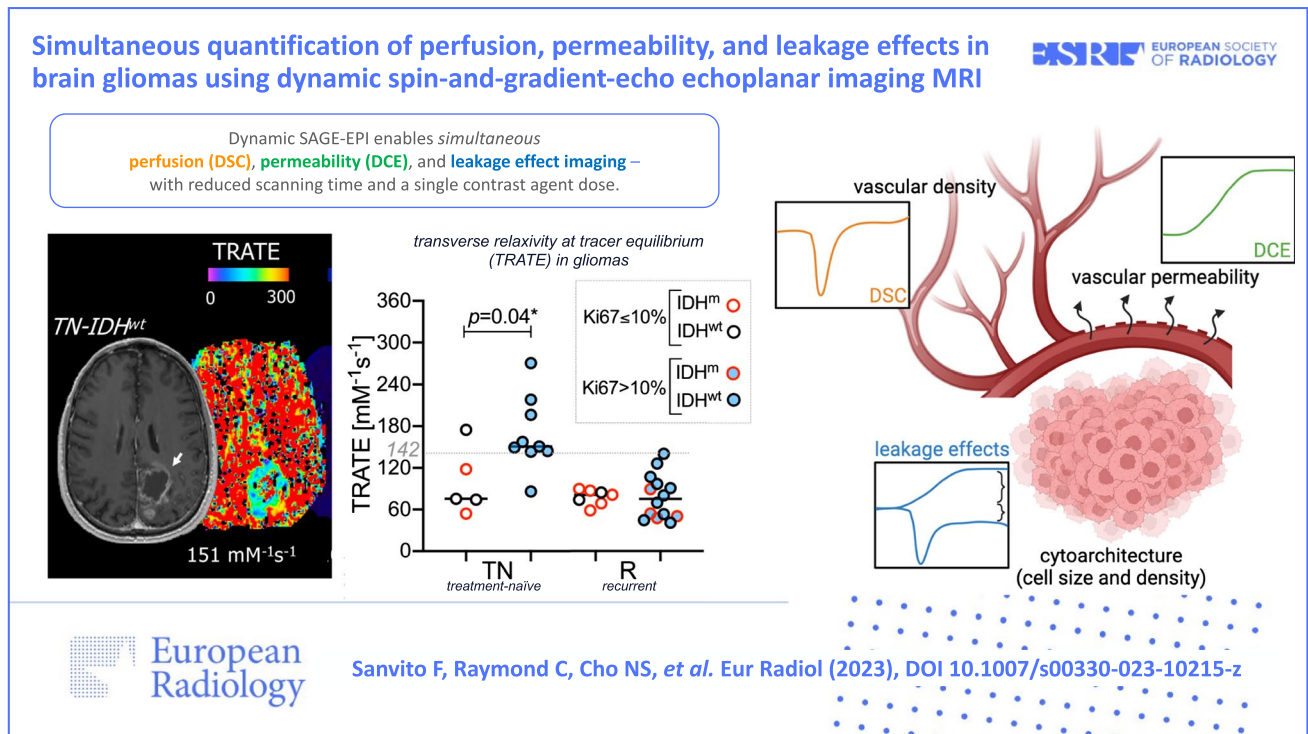 Simultaneous quantification of perfusion, permeability, and leakage effects in
brain gliomas using dynamic spin-and-gradient-echo echoplanar imaging MRI
ESR
EUROPEAN SOCIETY
OF RADIOLOGY
Dynamic SAGE-EPI enables simultaneous
perfusion (DSC), permeability (DCE), and leakage effect imaging –
with reduced scanning time and a single contrast agent dose.
TRATE
0 300
TN-IDHwt
151 mM-1s-1
transverse relaxivity at tracer equilibrium
(TRATE) in gliomas
TRATE [mM-1s-1]
360
300
240
180
142
120
60
0
p=0.04*
Ki67≤10%
IDHm
IDHwt
Ki67>10%
IDHm
IDHwt
TN
treatment-naïve
R
recurrent
vascular density
DSC
DCE
vascular permeability
leakage effects
cytoarchitecture
(cell size and density)
European
Radiology
Sanvito F, Raymond C, Cho NS, et al. Eur Radiol (2023), DOI 10.1007/s00330-023-10215-z